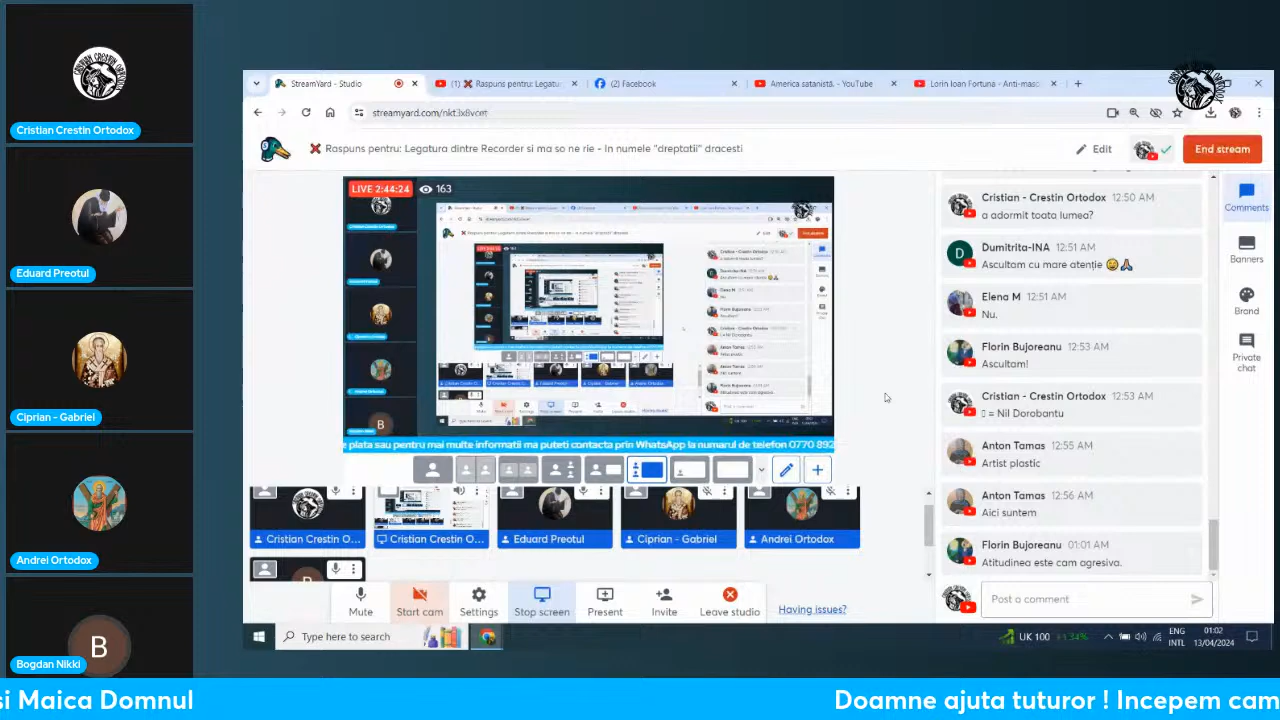 Cristian Crestin Ortodox
Eduard Preotul
Ciprian - Gabriel
Andrei Ortodox
B
Bogdan Nikki
StreamYard - Studio
(1) ❌ Raspuns pentru: Legatu
(2) Facebook
America satanistă. - YouTube
Lorin Ioan Fortuna - Anti-maso
streamyard.com/nkt3x8vcet
❌ Raspuns pentru: Legatura dintre Recorder si ma so ne rie - In numele "dreptatii" dracesti
Edit
End stream
LIVE 2:44:24
163
e plata sau pentru mai multe informatii ma puteti contacta prin WhatsApp la numarul de telefon 0770 892
Cristian Crestin O...
Cristian Crestin O...
Eduard Preotul
Ciprian - Gabriel
Andrei Ortodox
Mute
Start cam
Settings
Stop screen
Present
Invite
Leave studio
Having issues?
Cristian - Crestin Ortodox 12:50 AM
a adormit toata lumea?
D
Dumitrita-INA 12:51 AM
Ascultam cu mare atentie 😊🙏
Elena M 12:51 AM
Nu.
Florin Bujoreanu 12:53 AM
Ascultam!
Cristian - Crestin Ortodox 12:53 AM
= Nil Dorobantu
Anton Tamas 12:55 AM
Artist plastic
Anton Tamas 12:56 AM
Aici suntem
Florin Bujoreanu 01:01 AM
Atitudinea este cam agresiva.
Post a comment
Comments
Banners
Brand
Private
chat
Type here to search
UK 100 +1.34%
ENG
INTL
01:02
13/04/2024
si Maica Domnul
Doamne ajuta tuturor ! Incepem cam